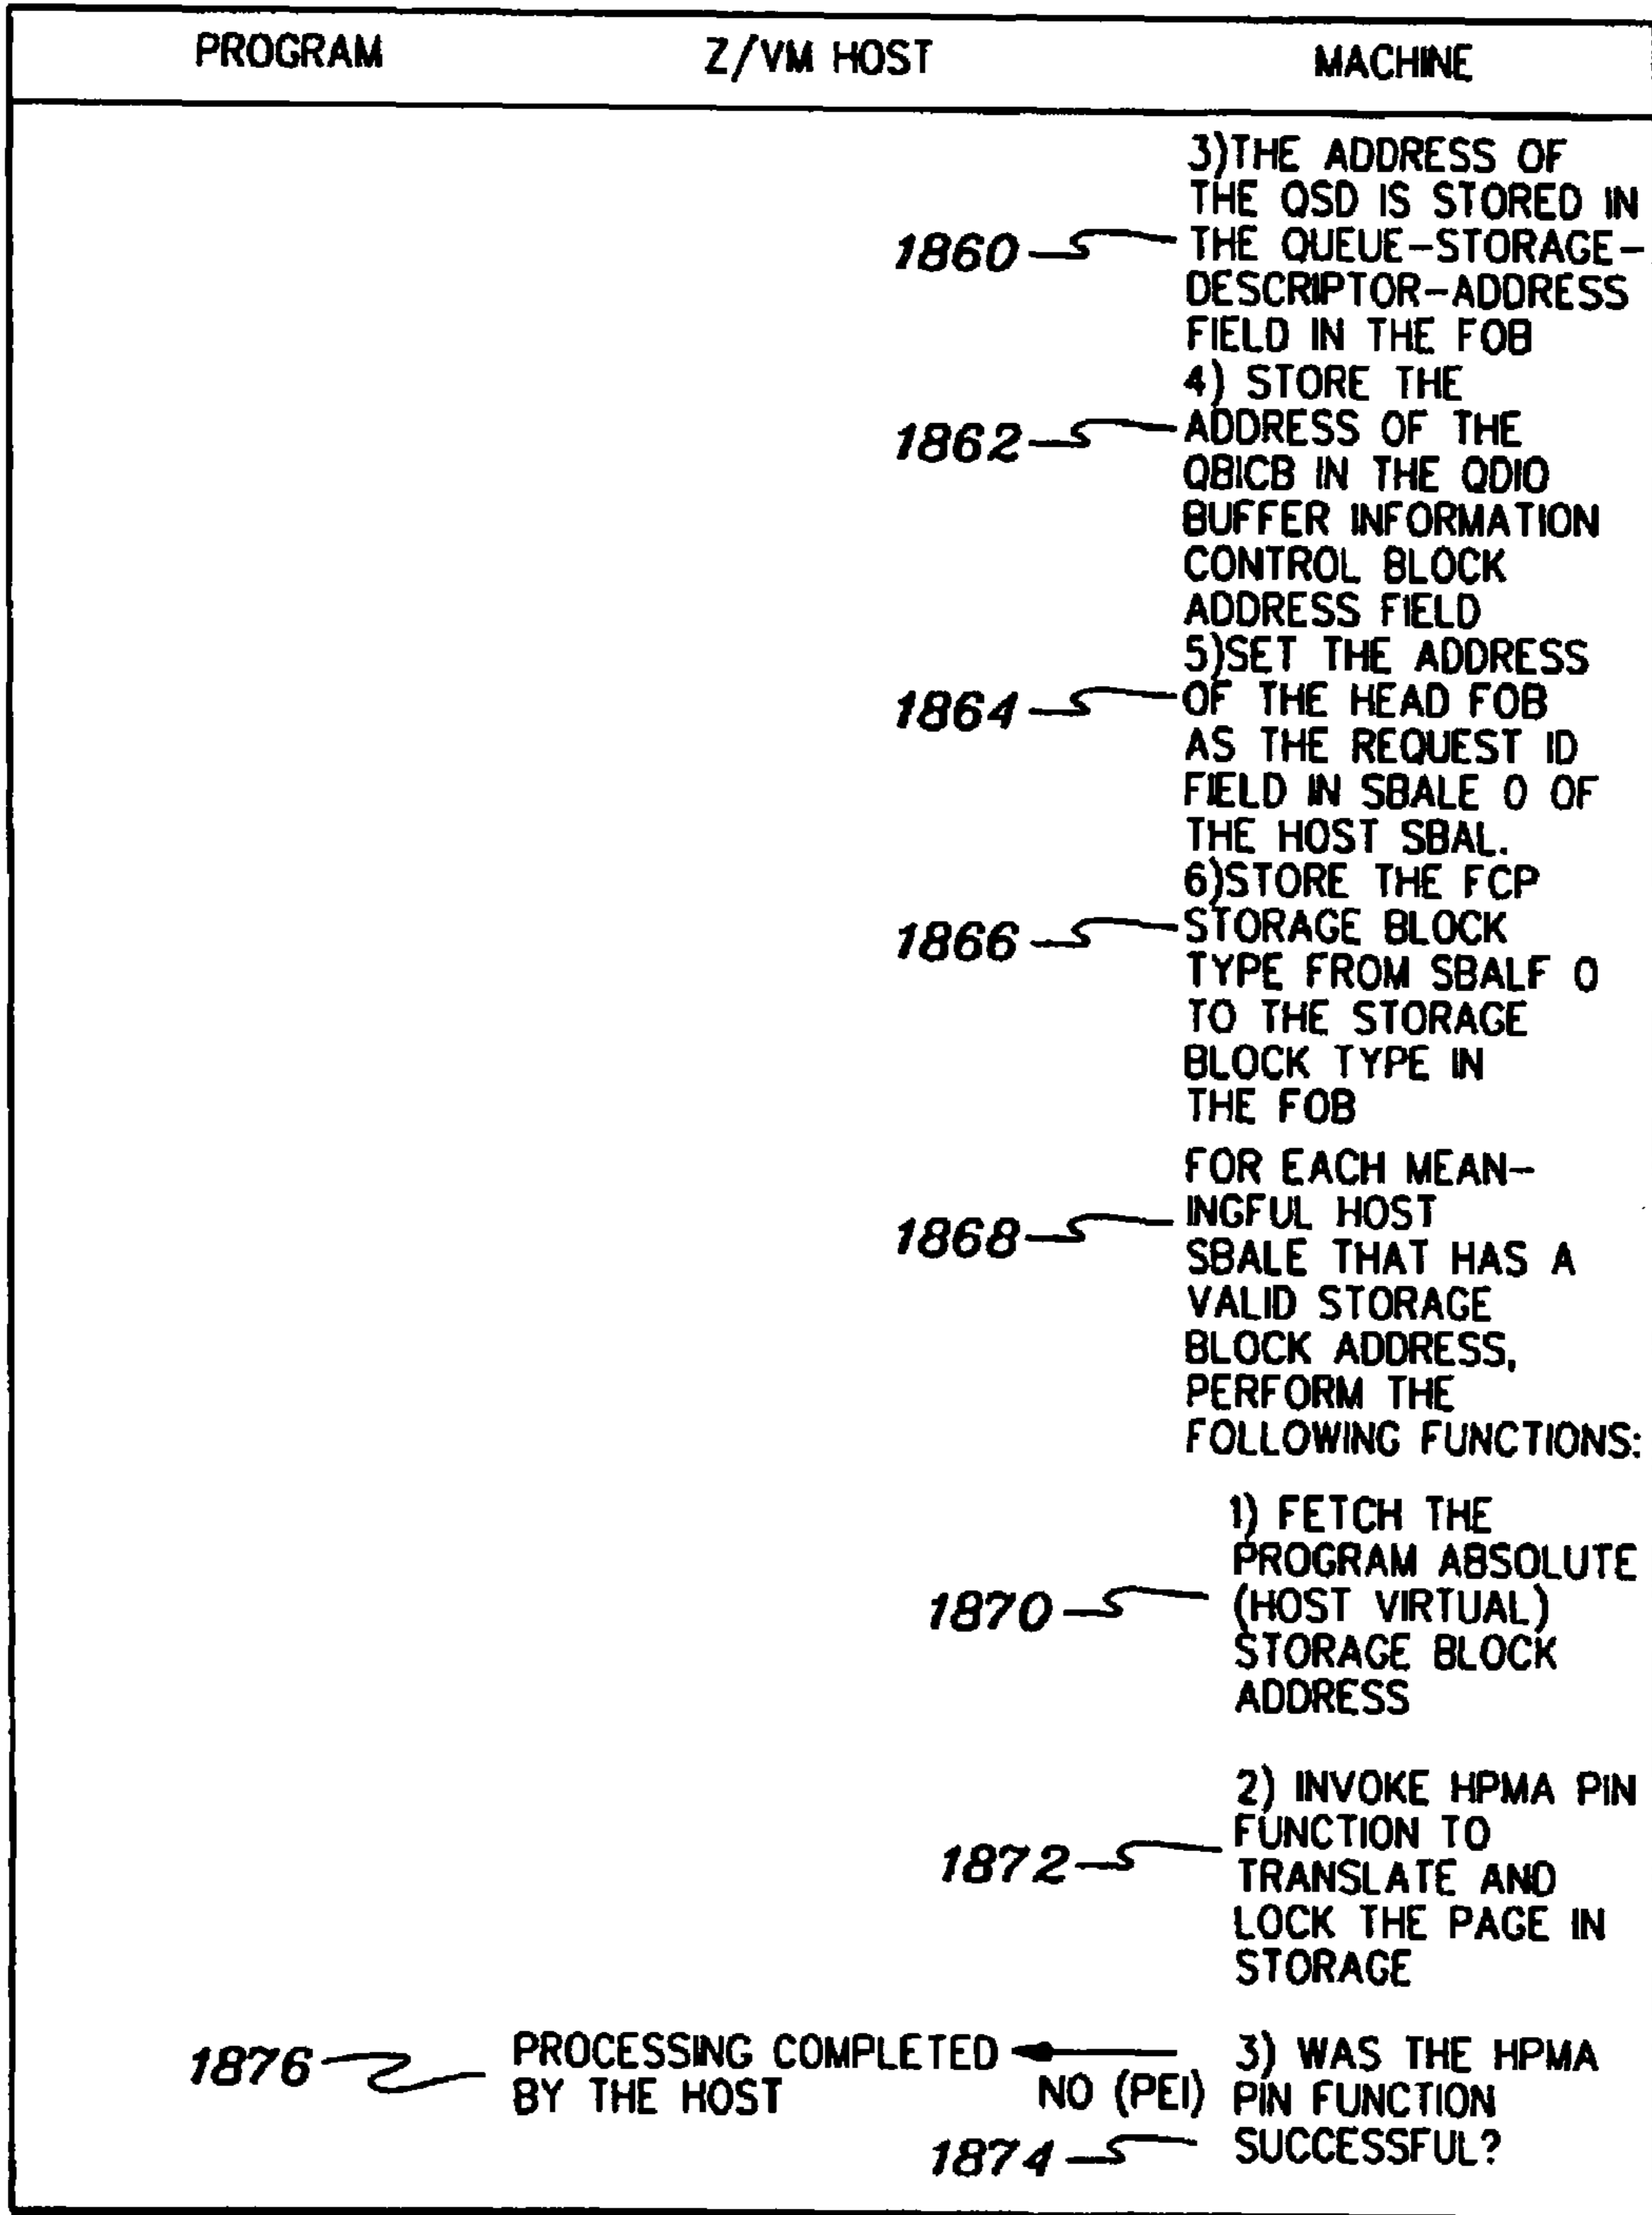 PROGRAM Z/VM HOST MACHINE
3)THE ADDRESS OF
THE QSD IS STORED IN
1860 THE QUEUE-STORAGE-
DESCRIPTOR-ADDRESS
FIELD IN THE FOB
4) STORE THE
1862 ADDRESS OF THE
QBICB IN THE QDIO
BUFFER INFORMATION
CONTROL BLOCK
ADDRESS FIELD
5)SET THE ADDRESS
1864 OF THE HEAD FOB
AS THE REQUEST ID
FIELD IN SBALE 0 OF
THE HOST SBAL.
6)STORE THE FCP
1866 STORAGE BLOCK
TYPE FROM SBALF 0
TO THE STORAGE
BLOCK TYPE IN
THE FOB
FOR EACH MEAN-
1868 INGFUL HOST
SBALE THAT HAS A
VALID STORAGE
BLOCK ADDRESS,
PERFORM THE
FOLLOWING FUNCTIONS:
1) FETCH THE
PROGRAM ABSOLUTE
1870 (HOST VIRTUAL)
STORAGE BLOCK
ADDRESS
2) INVOKE HPMA PIN
1872 FUNCTION TO
TRANSLATE AND
LOCK THE PAGE IN
STORAGE
1876 PROCESSING COMPLETED 3) WAS THE HPMA
BY THE HOST NO (PEI) PIN FUNCTION
1874 SUCCESSFUL?